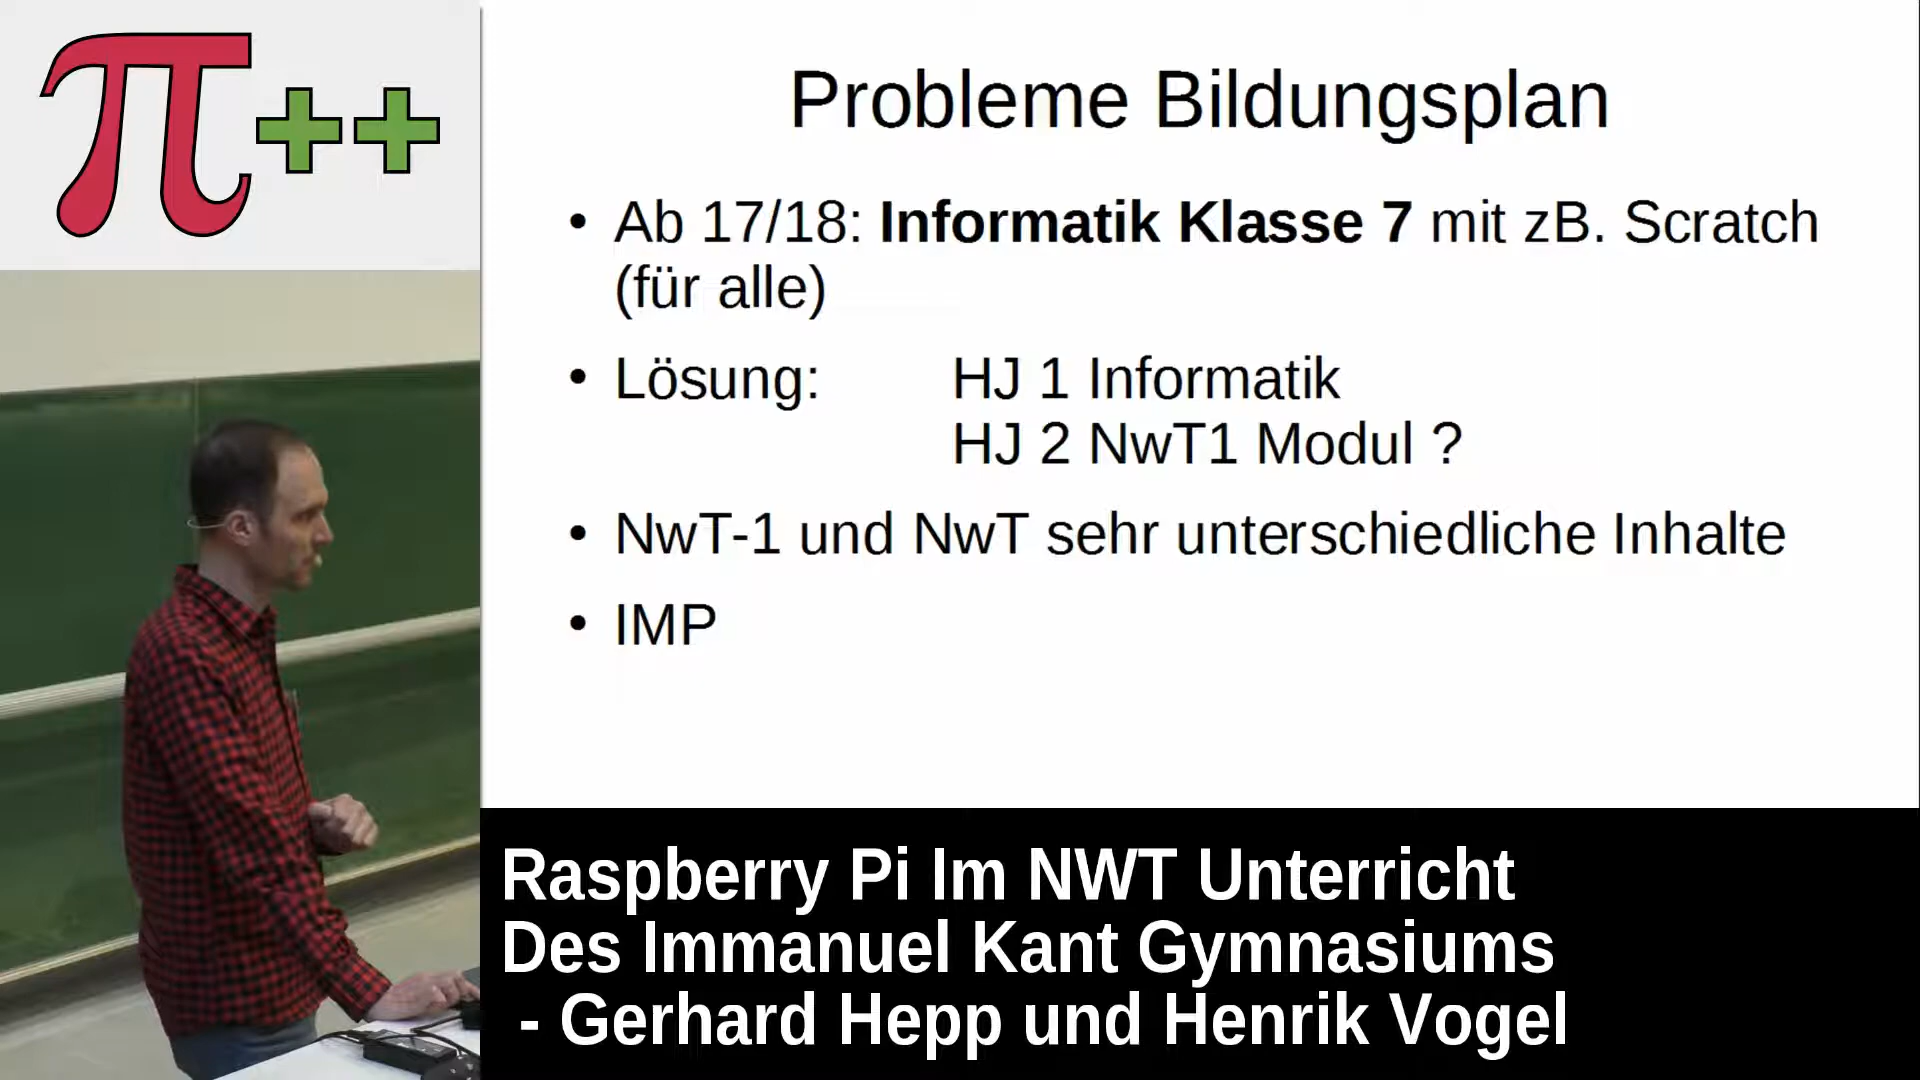 π++
Probleme Bildungsplan
• Ab 17/18: Informatik Klasse 7 mit zB. Scratch
(für alle)
• Lösung: HJ 1 Informatik
HJ 2 NwT1 Modul ?
• NwT-1 und NwT sehr unterschiedliche Inhalte
• IMP
Raspberry Pi Im NWT Unterricht
Des Immanuel Kant Gymnasiums
- Gerhard Hepp und Henrik Vogel